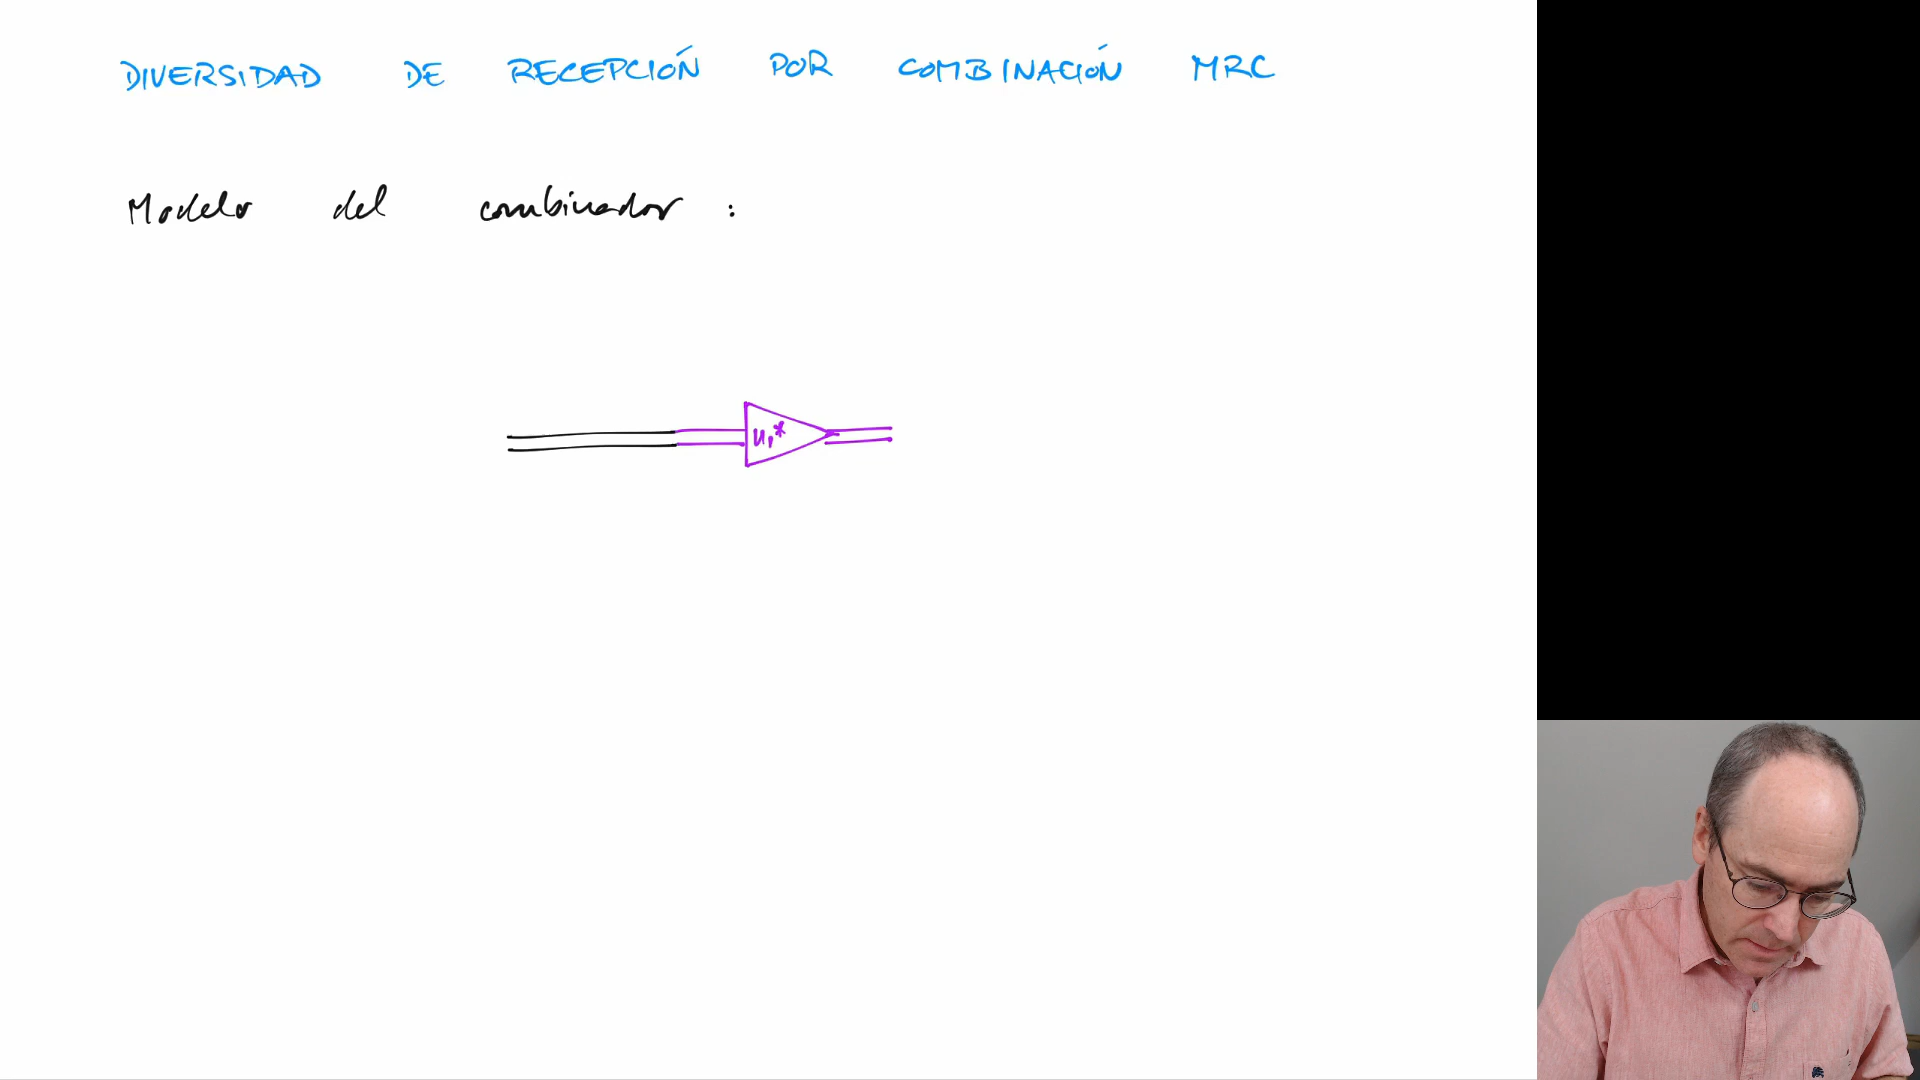 DIVERSIDAD DE RECEPCIÓN POR COMBINACIÓN MRC
Modelo del combinador :
u₁*